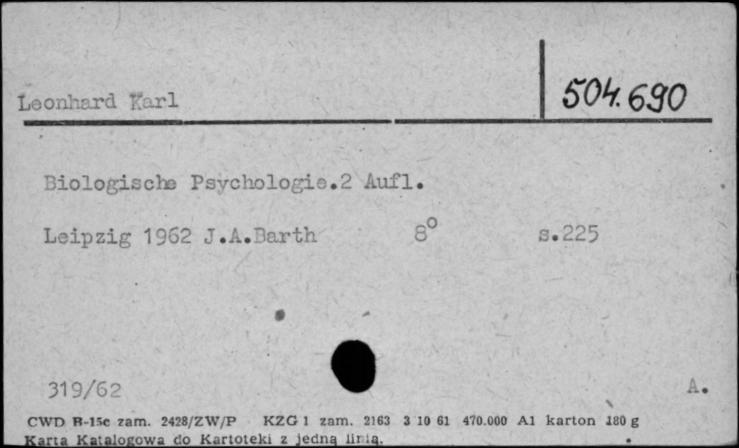 Leonhard Karl
504.690
Biologische Psychologie.2 Aufl.
Leipzig 1962 J.A.Barth 8° s.225
319/62 A.
CWD B-15c zam. 2428/ZW/P KZG 1 zam. 2163 3 10 61 470.000 A1 karton 180 g
Karta Katalogowa do Kartoteki z jedną linią.